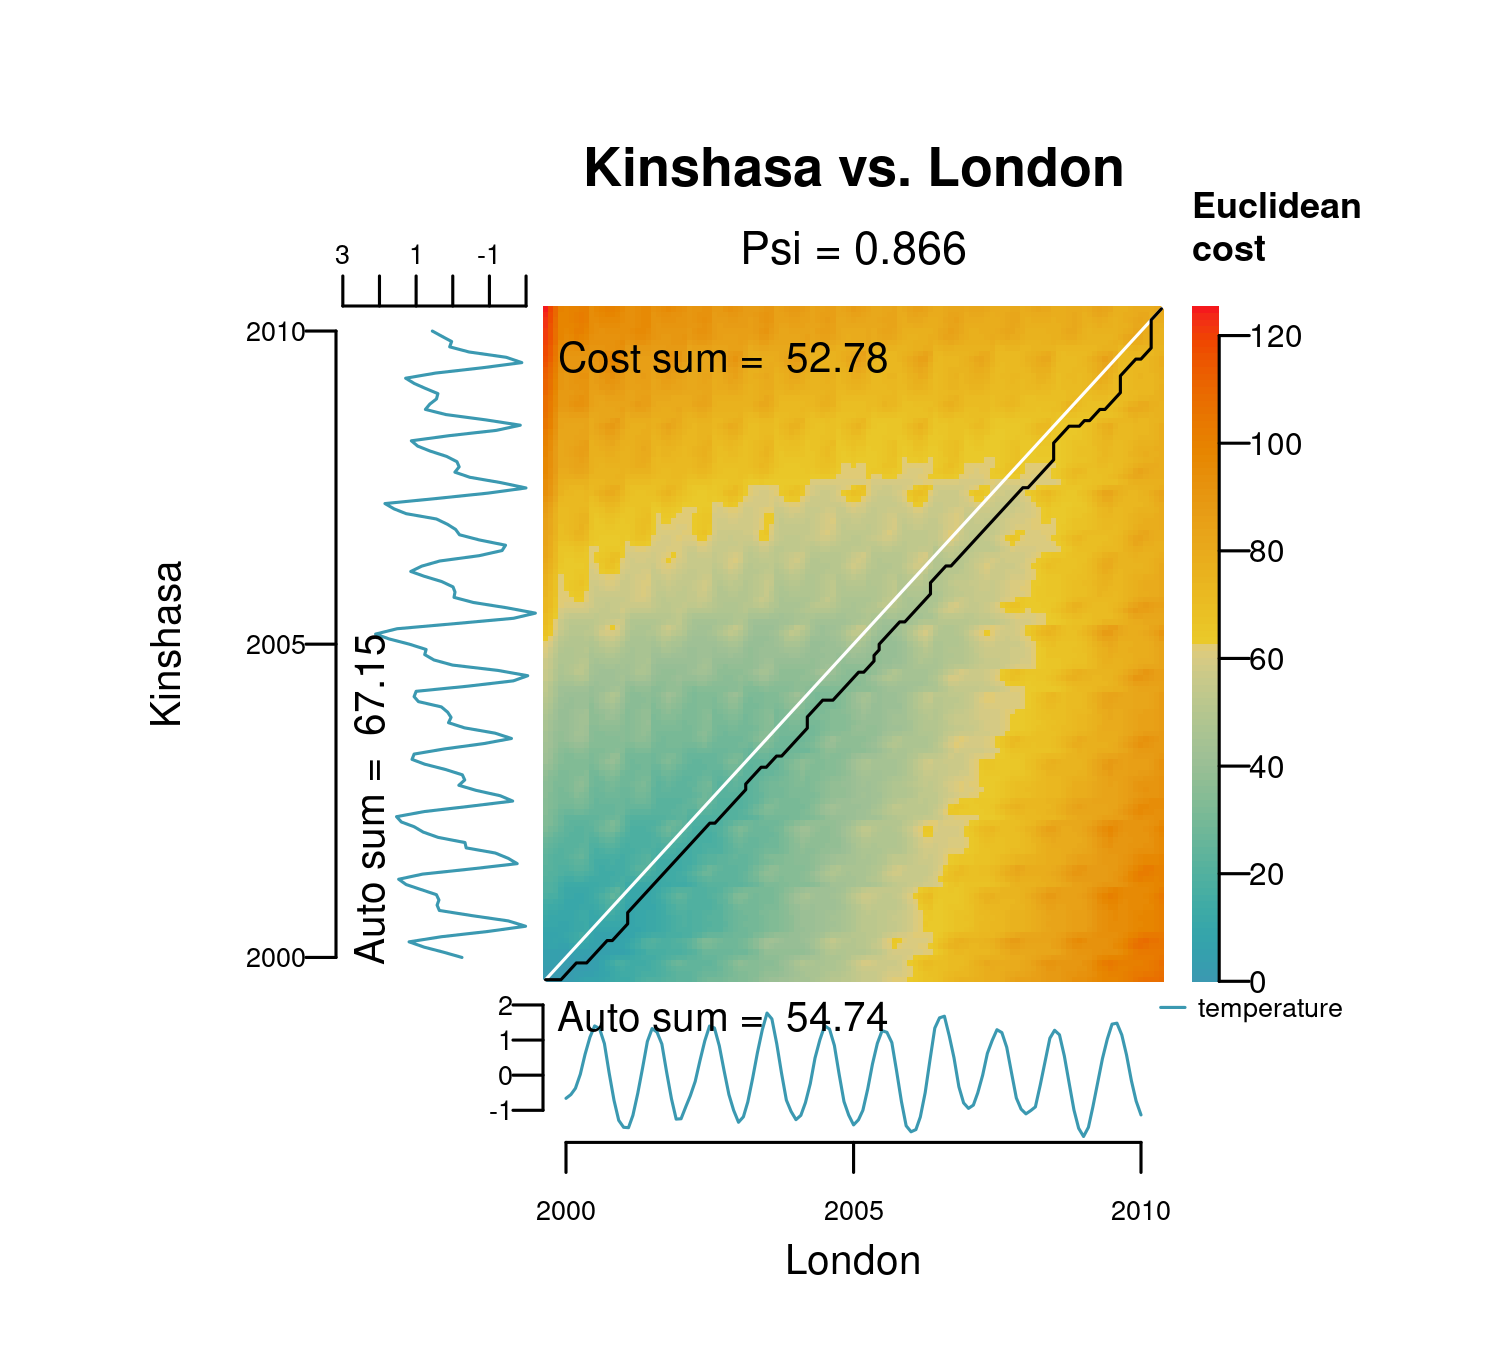 Kinshasa vs. London
Psi = 0.866
Euclidean
cost
3 1 -1
2010
2005
2000
Kinshasa
Auto sum = 67.15
Cost sum = 52.78
120
100
80
60
40
20
0
temperature
Auto sum = 54.74
2
1
0
-1
2000 2005 2010
London